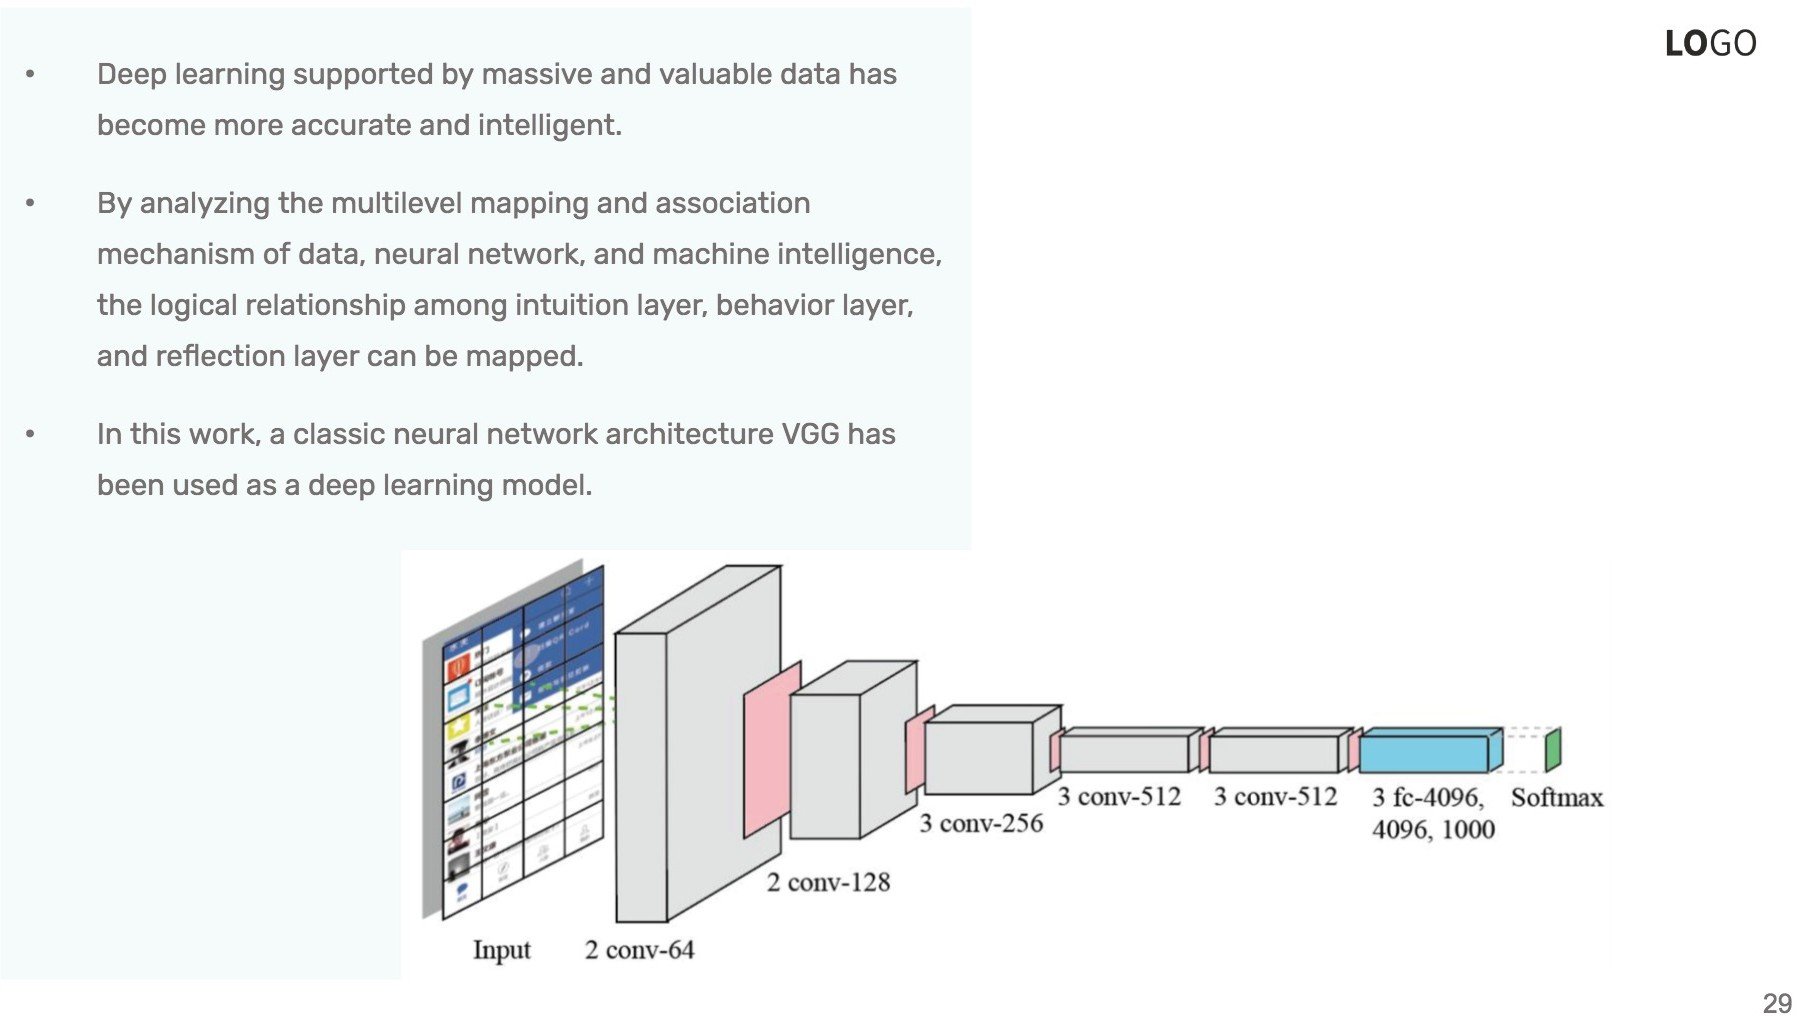 LOGO
• Deep learning supported by massive and valuable data has
become more accurate and intelligent.
• By analyzing the multilevel mapping and association
mechanism of data, neural network, and machine intelligence,
the logical relationship among intuition layer, behavior layer,
and reflection layer can be mapped.
• In this work, a classic neural network architecture VGG has
been used as a deep learning model.
Input
2 conv-64
2 conv-128
3 conv-256
3 conv-512
3 conv-512
3 fc-4096,
4096, 1000
Softmax
29